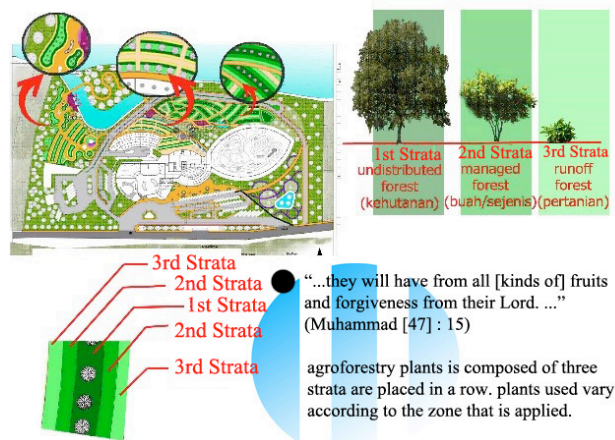 1st Strata
undistributed
forest
(kehutanan)
2nd Strata
managed
forest
(buah/sejenis)
3rd Strata
runoff
forest
(pertanian)
3rd Strata
2nd Strata
1st Strata
2nd Strata
3rd Strata
“...they will have from all [kinds of] fruits
and forgiveness from their Lord. ...”
(Muhammad [47] : 15)
agroforestry plants is composed of three
strata are placed in a row. plants used vary
according to the zone that is applied.